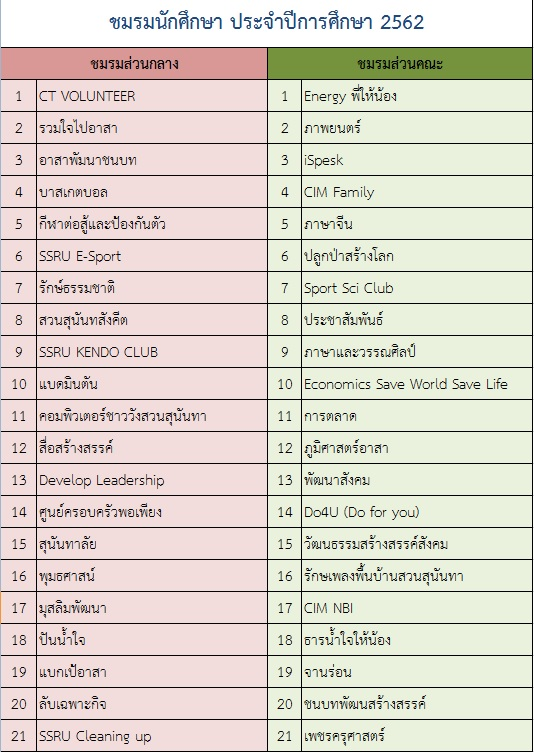 ชมรมนักศึกษา ประจำปีการศึกษา 2562
ชมรมส่วนกลาง ชมรมส่วนคณะ
1 CT VOLUNTEER 1 Energy พี่ให้น้อง
2 รวมใจไปอาสา 2 ภาพยนตร์
3 อาสาพัมนาชนบท 3 iSpesk
4 บาสเกตบอล 4 CIM Family
5 กีฬาต่อสู้และป้องกันตัว 5 ภาษาจีน
6 SSRU E-Sport 6 ปลูกป่าสร้างโลก
7 รักษ์ธรรมชาติ 7 Sport Sci Club
8 สวนสุนันทสังคีต 8 ประชาสัมพันธ์
9 SSRU KENDO CLUB 9 ภาษาและวรรณศิลป์
10 แบดมินตัน 10 Economics Save World Save Life
11 คอมพิวเตอร์ชาววังสวนสุนันทา 11 การตลาด
12 สื่อสร้างสรรค์ 12 ภูมิศาสตร์อาสา
13 Develop Leadership 13 พัฒนาสังคม
14 ศูนย์ครอบครัวพอเพียง 14 Do4U (Do for you)
15 สุนันทาลัย 15 วัฒนธรรมสร้างสรรค์สังคม
16 พุมธศาสน์ 16 รักษเพลงพื้นบ้านสวนสุนันทา
17 มุสลิมพัฒนา 17 CIM NBI
18 ปันน้ำใจ 18 ธารน้ำใจให้น้อง
19 แบกเป้อาสา 19 จานร่อน
20 ลับเฉพาะกิจ 20 ชนบทพัฒนสร้างสรรค์
21 SSRU Cleaning up 21 เพชรครุศาสตร์